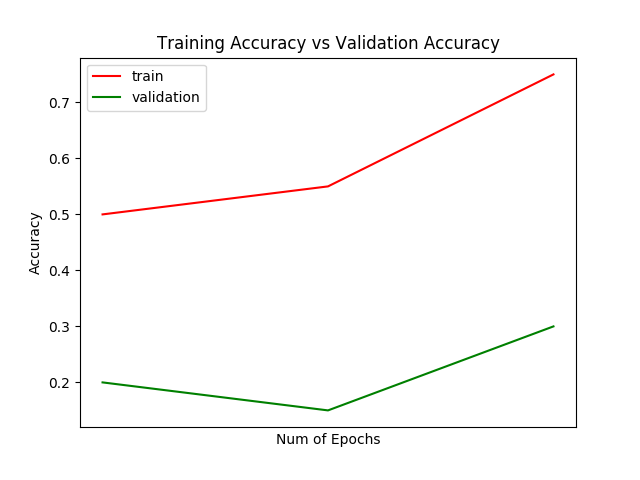 Training Accuracy vs Validation Accuracy
train
validation
0.7
0.6
0.5
0.4
0.3
0.2
Accuracy
Num of Epochs